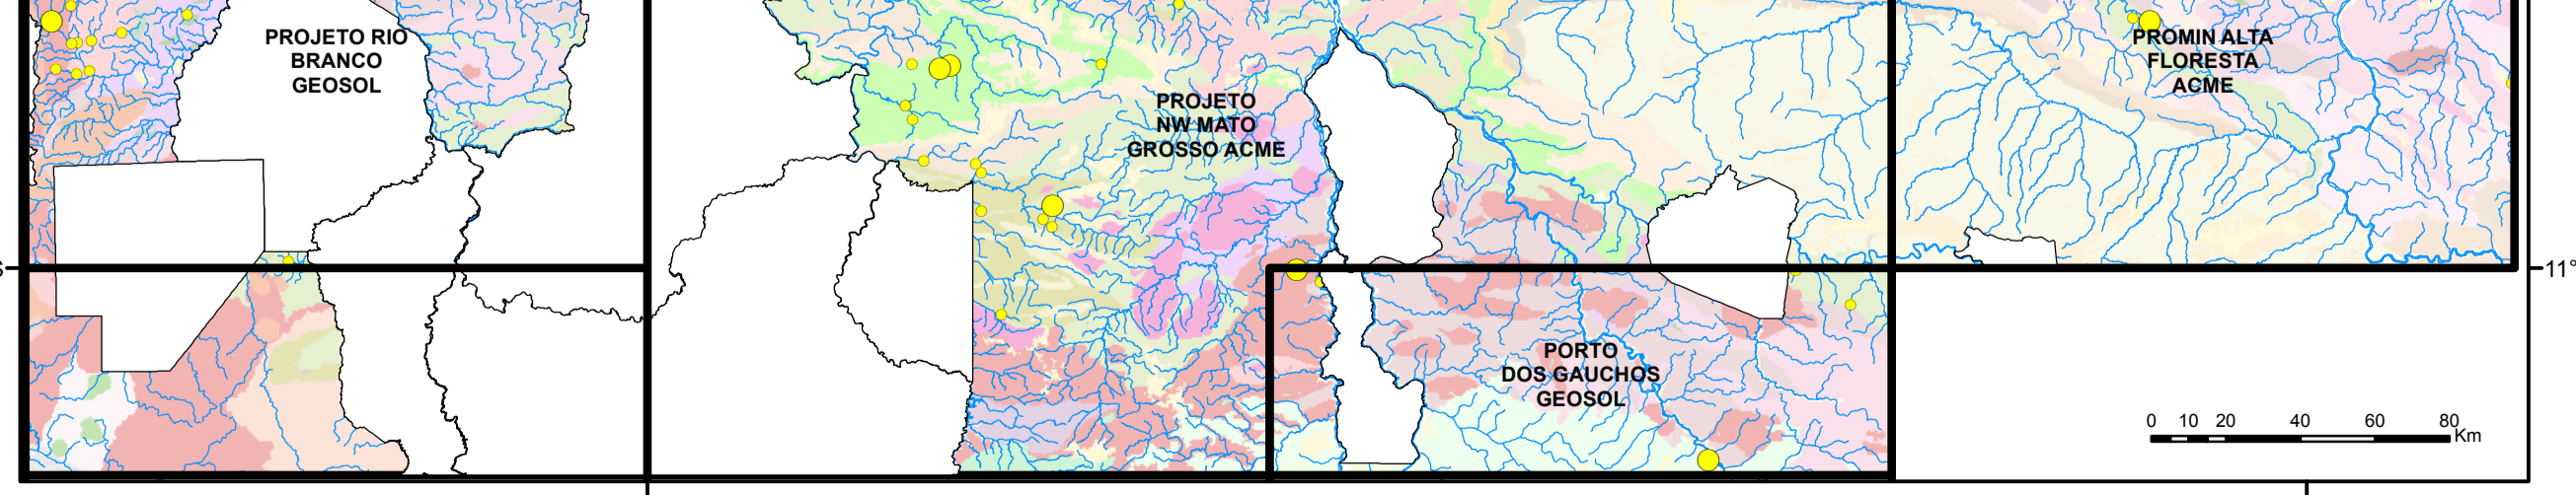 PROJETO RIO
BRANCO
GEOSOL
PROJETO
NW MATO
GROSSO ACME
PROMIN ALTA
FLORESTA
ACME
11°
PORTO
DOS GAUCHOS
GEOSOL
0 10 20 40 60 80
Km